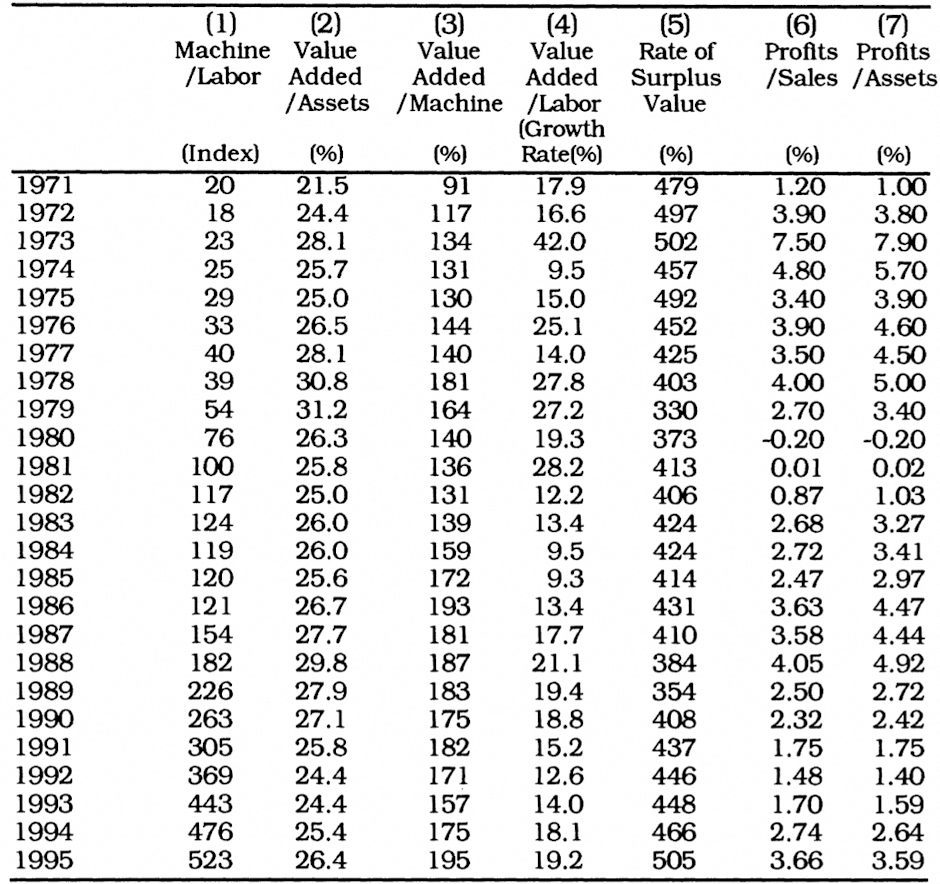 (1) (2) (3) (4) (5) (6) (7)
Machine Value Value Value Rate of Profits Profits
/Labor Added Added Added Surplus /Sales /Assets
/Assets /Machine /Labor Value
(Growth
(Index) (%) (%) Rate(%) (%) (%) (%)
1971 20 21.5 91 17.9 479 1.20 1.00
1972 18 24.4 117 16.6 497 3.90 3.80
1973 23 28.1 134 42.0 502 7.50 7.90
1974 25 25.7 131 9.5 457 4.80 5.70
1975 29 25.0 130 15.0 492 3.40 3.90
1976 33 26.5 144 25.1 452 3.90 4.60
1977 40 28.1 140 14.0 425 3.50 4.50
1978 39 30.8 181 27.8 403 4.00 5.00
1979 54 31.2 164 27.2 330 2.70 3.40
1980 76 26.3 140 19.3 373 -0.20 -0.20
1981 100 25.8 136 28.2 413 0.01 0.02
1982 117 25.0 131 12.2 406 0.87 1.03
1983 124 26.0 139 13.4 424 2.68 3.27
1984 119 26.0 159 9.5 424 2.72 3.41
1985 120 25.6 172 9.3 414 2.47 2.97
1986 121 26.7 193 13.4 431 3.63 4.47
1987 154 27.7 181 17.7 410 3.58 4.44
1988 182 29.8 187 21.1 384 4.05 4.92
1989 226 27.9 183 19.4 354 2.50 2.72
1990 263 27.1 175 18.8 408 2.32 2.42
1991 305 25.8 182 15.2 437 1.75 1.75
1992 369 24.4 171 12.6 446 1.48 1.40
1993 443 24.4 157 14.0 448 1.70 1.59
1994 476 25.4 175 18.1 466 2.74 2.64
1995 523 26.4 195 19.2 505 3.66 3.59